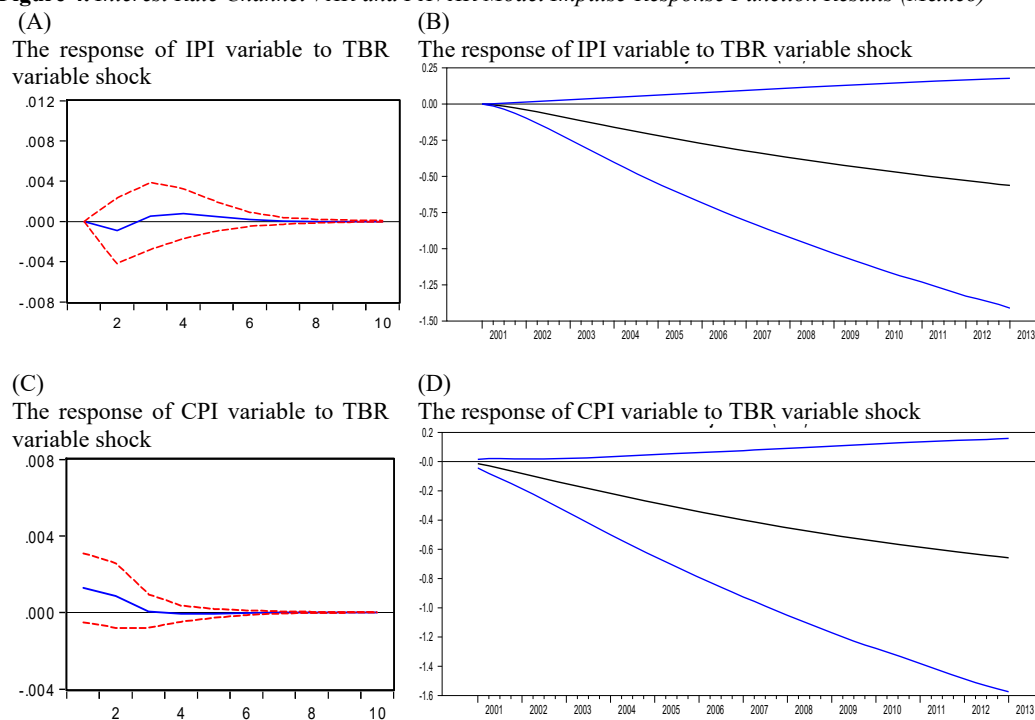 (A)
The response of IPI variable to TBR
variable shock
.012
.008
.004
.000
-.004
-.008
2 4 6 8 10
(B)
The response of IPI variable to TBR variable shock
0.25
0.00
-0.25
-0.50
-0.75
-1.00
-1.25
-1.50
2001 2002 2003 2004 2005 2006 2007 2008 2009 2010 2011 2012 2013
(C)
The response of CPI variable to TBR
variable shock
.008
.004
.000
-.004
2 4 6 8 10
(D)
The response of CPI variable to TBR variable shock
0.2
-0.0
-0.2
-0.4
-0.6
-0.8
-1.0
-1.2
-1.4
-1.6
2001 2002 2003 2004 2005 2006 2007 2008 2009 2010 2011 2012 2013